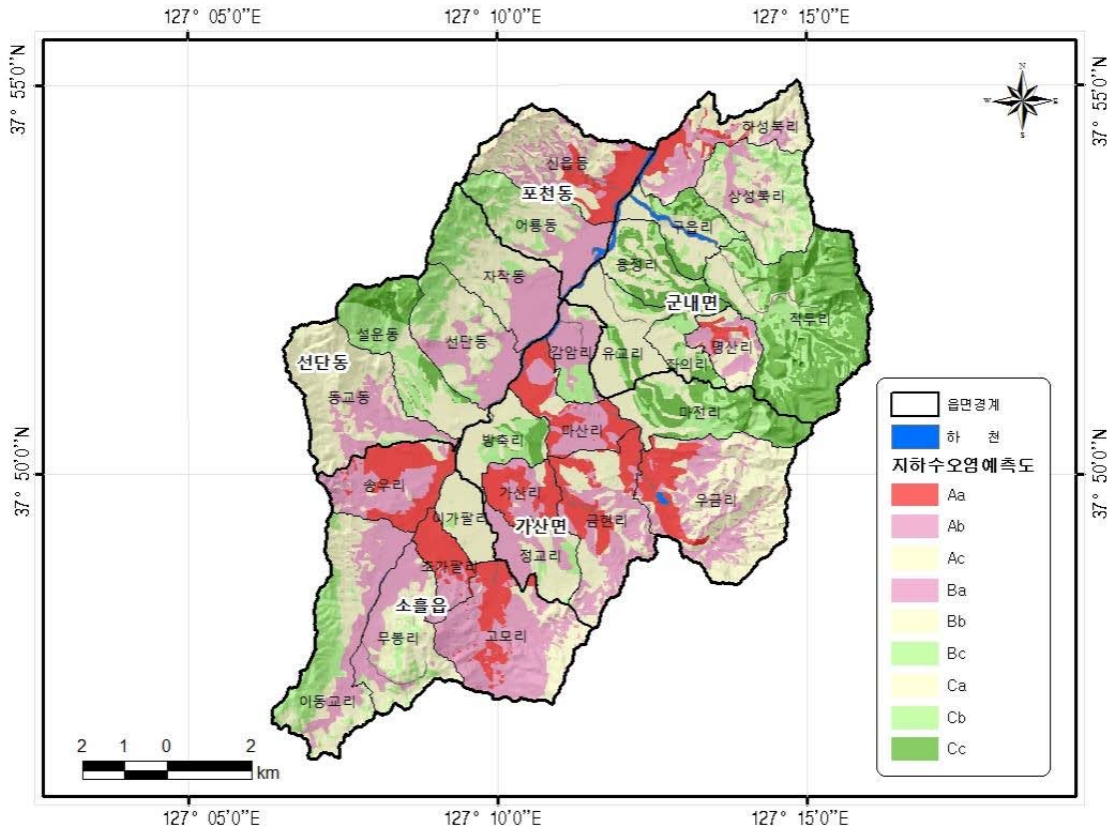 127° 05'0"E 127° 10'0"E 127° 15'0"E
37° 55'0"N 37° 55'0"N
N
W E
S
하성북리
신읍동
포천동
상성북리
어룡동
구읍리
용정리
자작동
군내면
직두리
설운동
선단동
감암리
유교리
명산리
좌의리
선단동
동교동
마전리
방축리
마산리
37° 50'0"N 37° 50'0"N
송우리
가산리
우금리
이가팔리
가산면
금현리
정교리
초가팔리
소흘읍
무봉리
고모리
이동교리
읍면경계
하 천
지하수오염예측도
Aa
Ab
Ac
Ba
Bb
Bc
Ca
Cb
Cc
2 1 0 2
km
127° 05'0"E 127° 10'0"E 127° 15'0"E